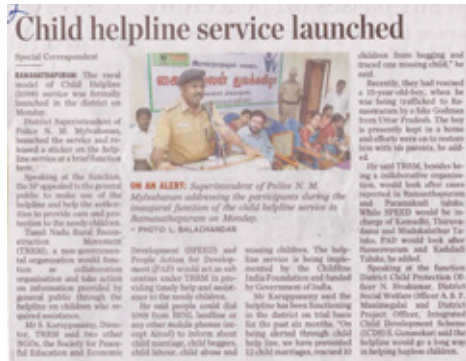 Child helpline service launched
Special Correspondent
RAMANATHAPURAM: The rural
model of Child Helpline
(1098) service was formally
launched in the district on
Monday.
District Superintendent of
Police N. M. Mylvahanan,
launched the service and re-
leased a sticker on the help-
line service at a brief function
here.
Speaking at the function,
the SP appealed to the general
public to make use of the
helpline and help the author-
ities to provide care and pro-
tection to the needy children.
Tamil Nadu Rural Recon-
struction Movement
(TRRM), a non-governmen-
tal organisation would func-
tion as collaboration
organisation and take action
on information provided by
general public through the
helpline on children who re-
quired assistance.
Mr S. Karuppasamy, Direc-
tor, TRRM said two other
NGOs, the Society for Peace-
ful Education and Economic
ON AN ALERT: Superintendent of Police N. M.
Mylvahanan addressing the participants during the
inaugural function of the child helpline service in
Ramanathapuram on Monday.
– PHOTO: L. BALACHANDAR
Development (SPEED) and
People Action for Develop-
ment (PAD) would act as sub
centres under TRRM in pro-
viding timely help and assist-
ance to the needy children.
He said people could dial
1098 from BSNL landline or
any other mobile phones (ex-
cept Aircel) to inform about
child marriage, child beggers,
child labour, child abuse and
missing children. The help-
line service is being imple-
mented by the Childline
India Foundation and funded
by Government of India.
Mr Karuppasamy said the
helpline has been functioning
in the district on trial basis
for the past six months. "On
being alerted through child
help line, we have prevented
12 child marriages, rescued 10
children from begging and
traced one missing child," he
said.
Recently, they had rescued
a 15-year-old-boy, when he
was being trafficked to Ra-
meswaram by a fake Godman
from Uttar Pradesh. The boy
is presently kept in a home
and efforts were on to restore
him with his parents, he add-
ed.
He said TRRM, besides be-
ing a collaborative organisa-
tion, would look after cases
reported in Ramanathapuram
and Paramakudi taluks.
While SPEED would be in-
charge of Kamudhi, Thiruva-
danai and Mudukulathur Ta-
luks, PAD would look after
Rameswaram and Kadaladi
Taluks, he added.
Speaking at the function
District Child Protection Of-
ficer N. Sivakumar, District
Social Welfare Officer
and District
Project Officer, Integrated
Child Development Scheme
(ICDS) said the
helpline would go a long way
in helping hapless children.